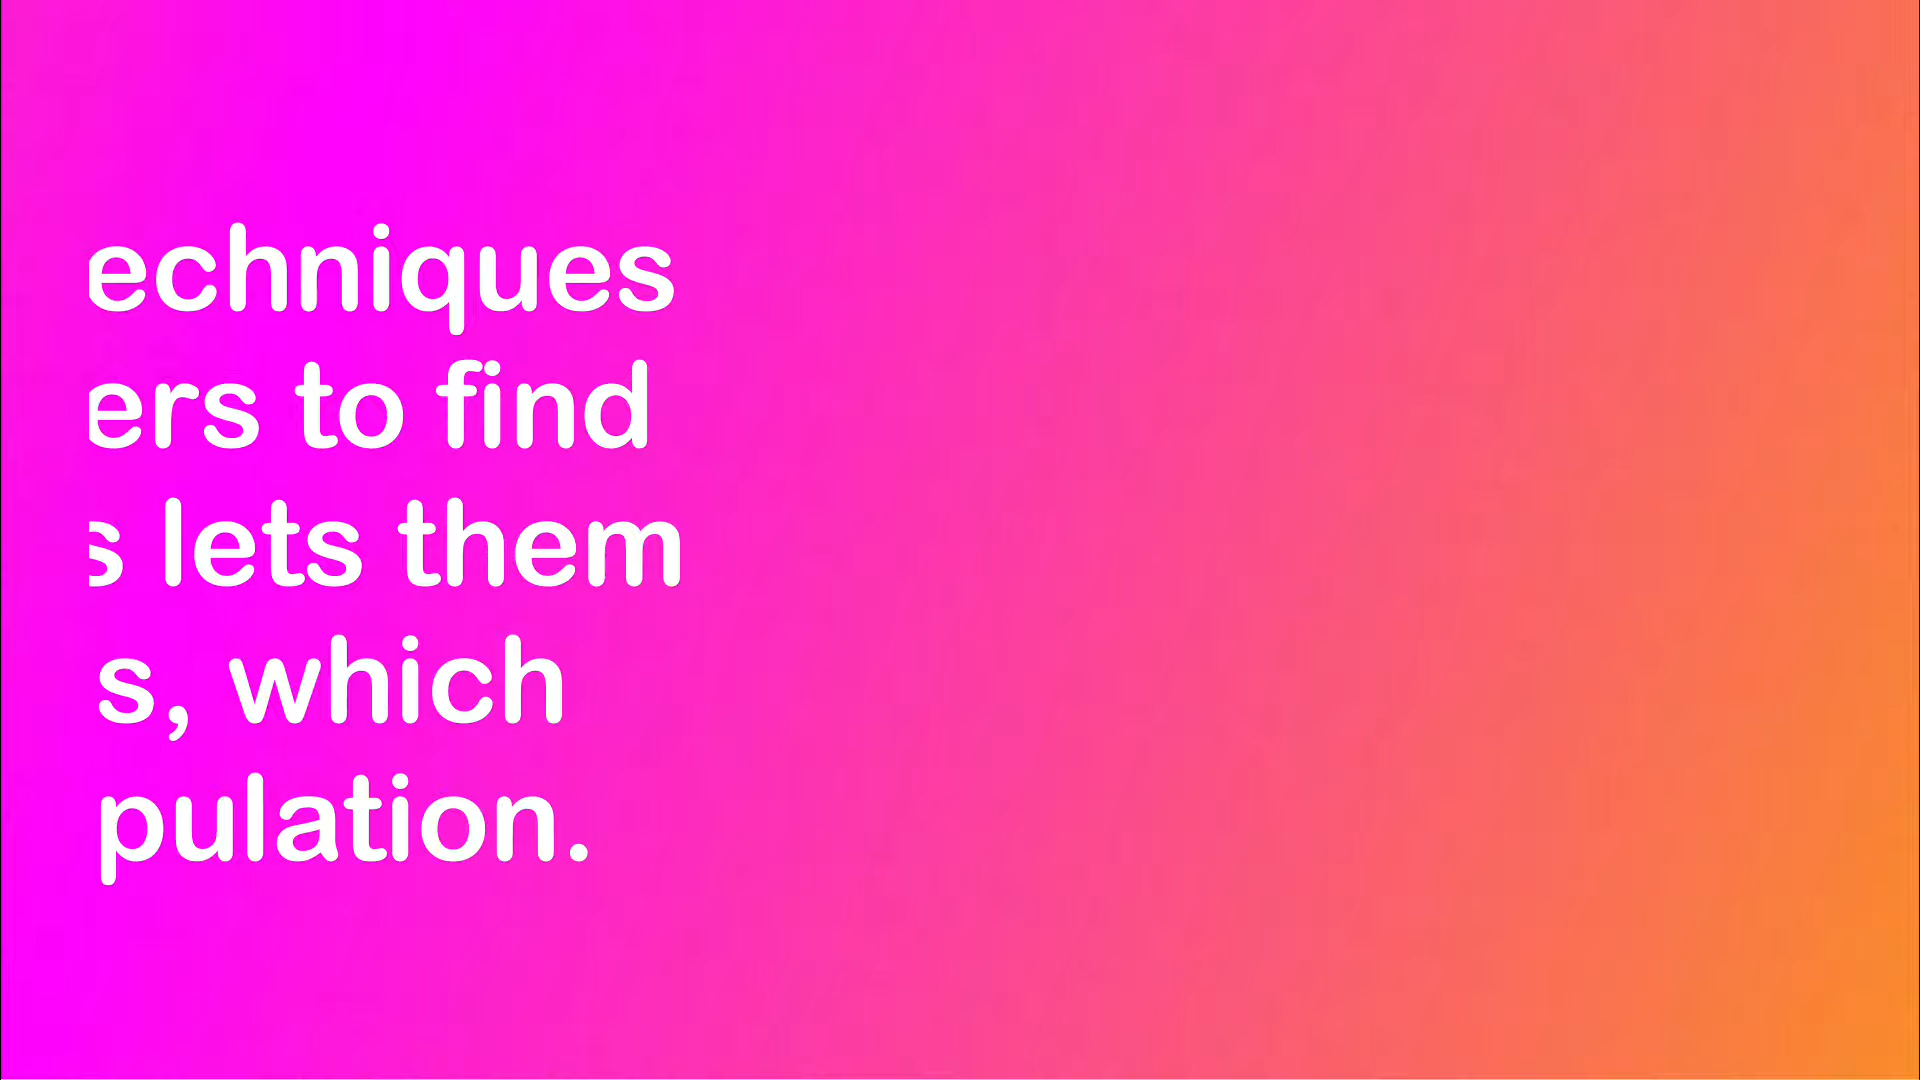 echniques
ers to find
s lets them
s, which
pulation.